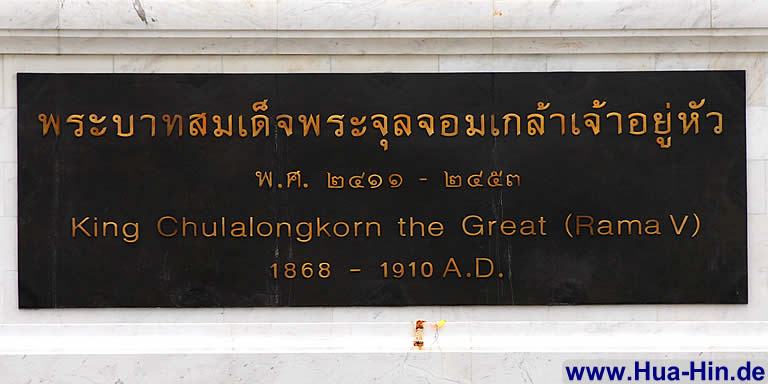 พระบาทสมเด็จพระจุลจอมเกล้าเจ้าอยู่หัว
พ.ศ. ๒๔๑๑ - ๒๔๕๓
King Chulalongkorn the Great (Rama V)
1868 - 1910 A.D.
www.Hua-Hin.de